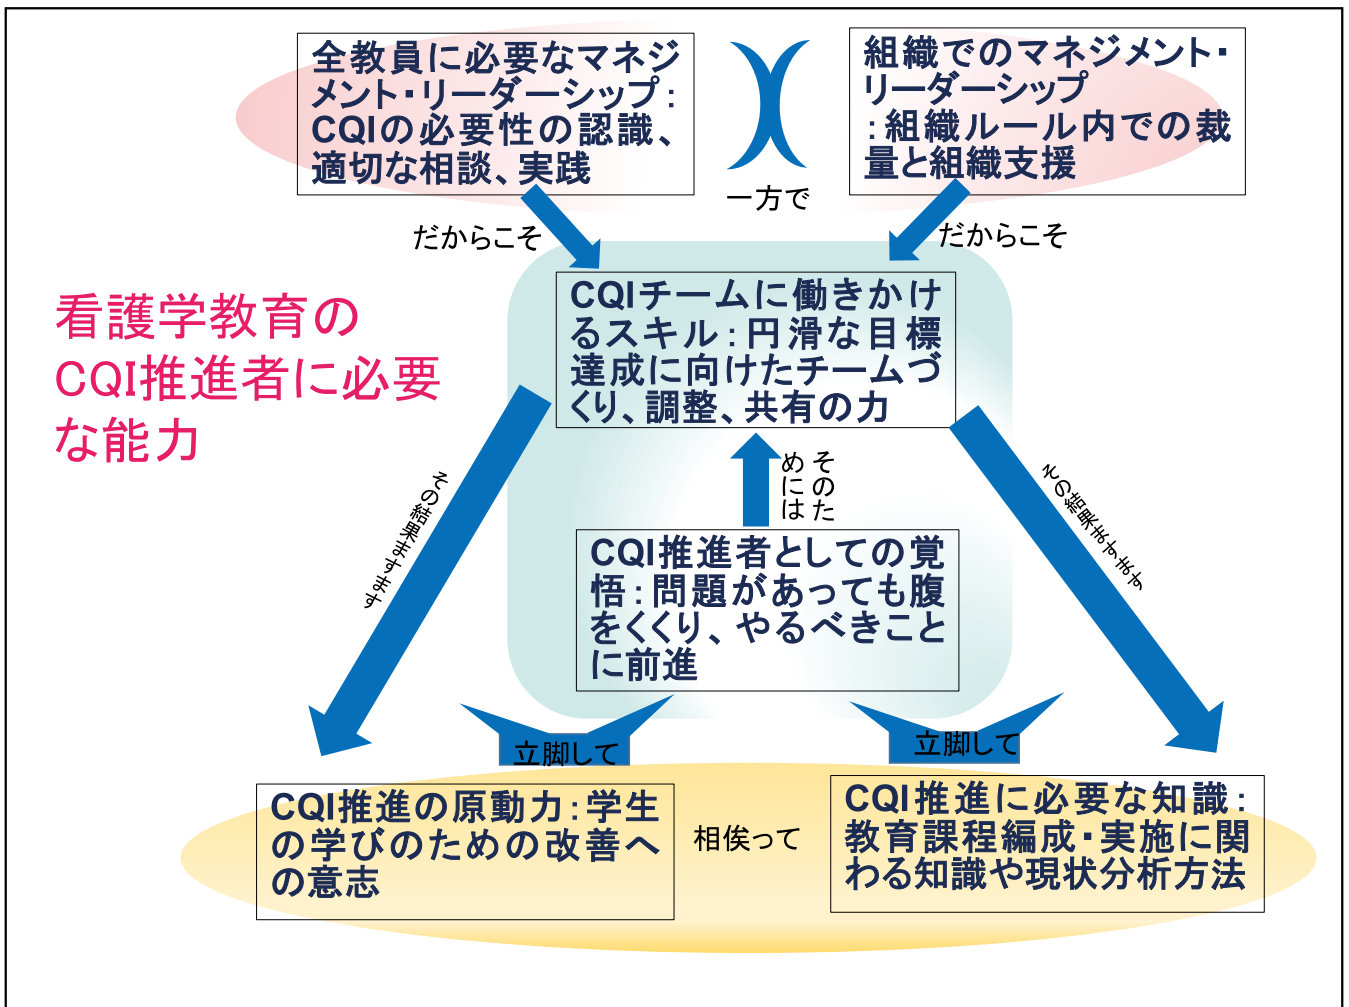 全教員に必要なマネジ
メント・リーダーシップ：
CQIの必要性の認識、
適切な相談、実践
一方で
組織でのマネジメント・
リーダーシップ
：組織ルール内での裁
量と組織支援
だからこそ
だからこそ
看護学教育の
CQI推進者に必要
な能力
CQIチームに働きかけ
るスキル：円滑な目標
達成に向けたチームづ
くり、調整、共有の力
そのた
めには
その結果ますます
その結果ますます
CQI推進者としての覚
悟：問題があっても腹
をくくり、やるべきこと
に前進
立脚して
立脚して
CQI推進の原動力：学生
の学びのための改善へ
の意志
相俟って
CQI推進に必要な知識：
教育課程編成・実施に関
わる知識や現状分析方法